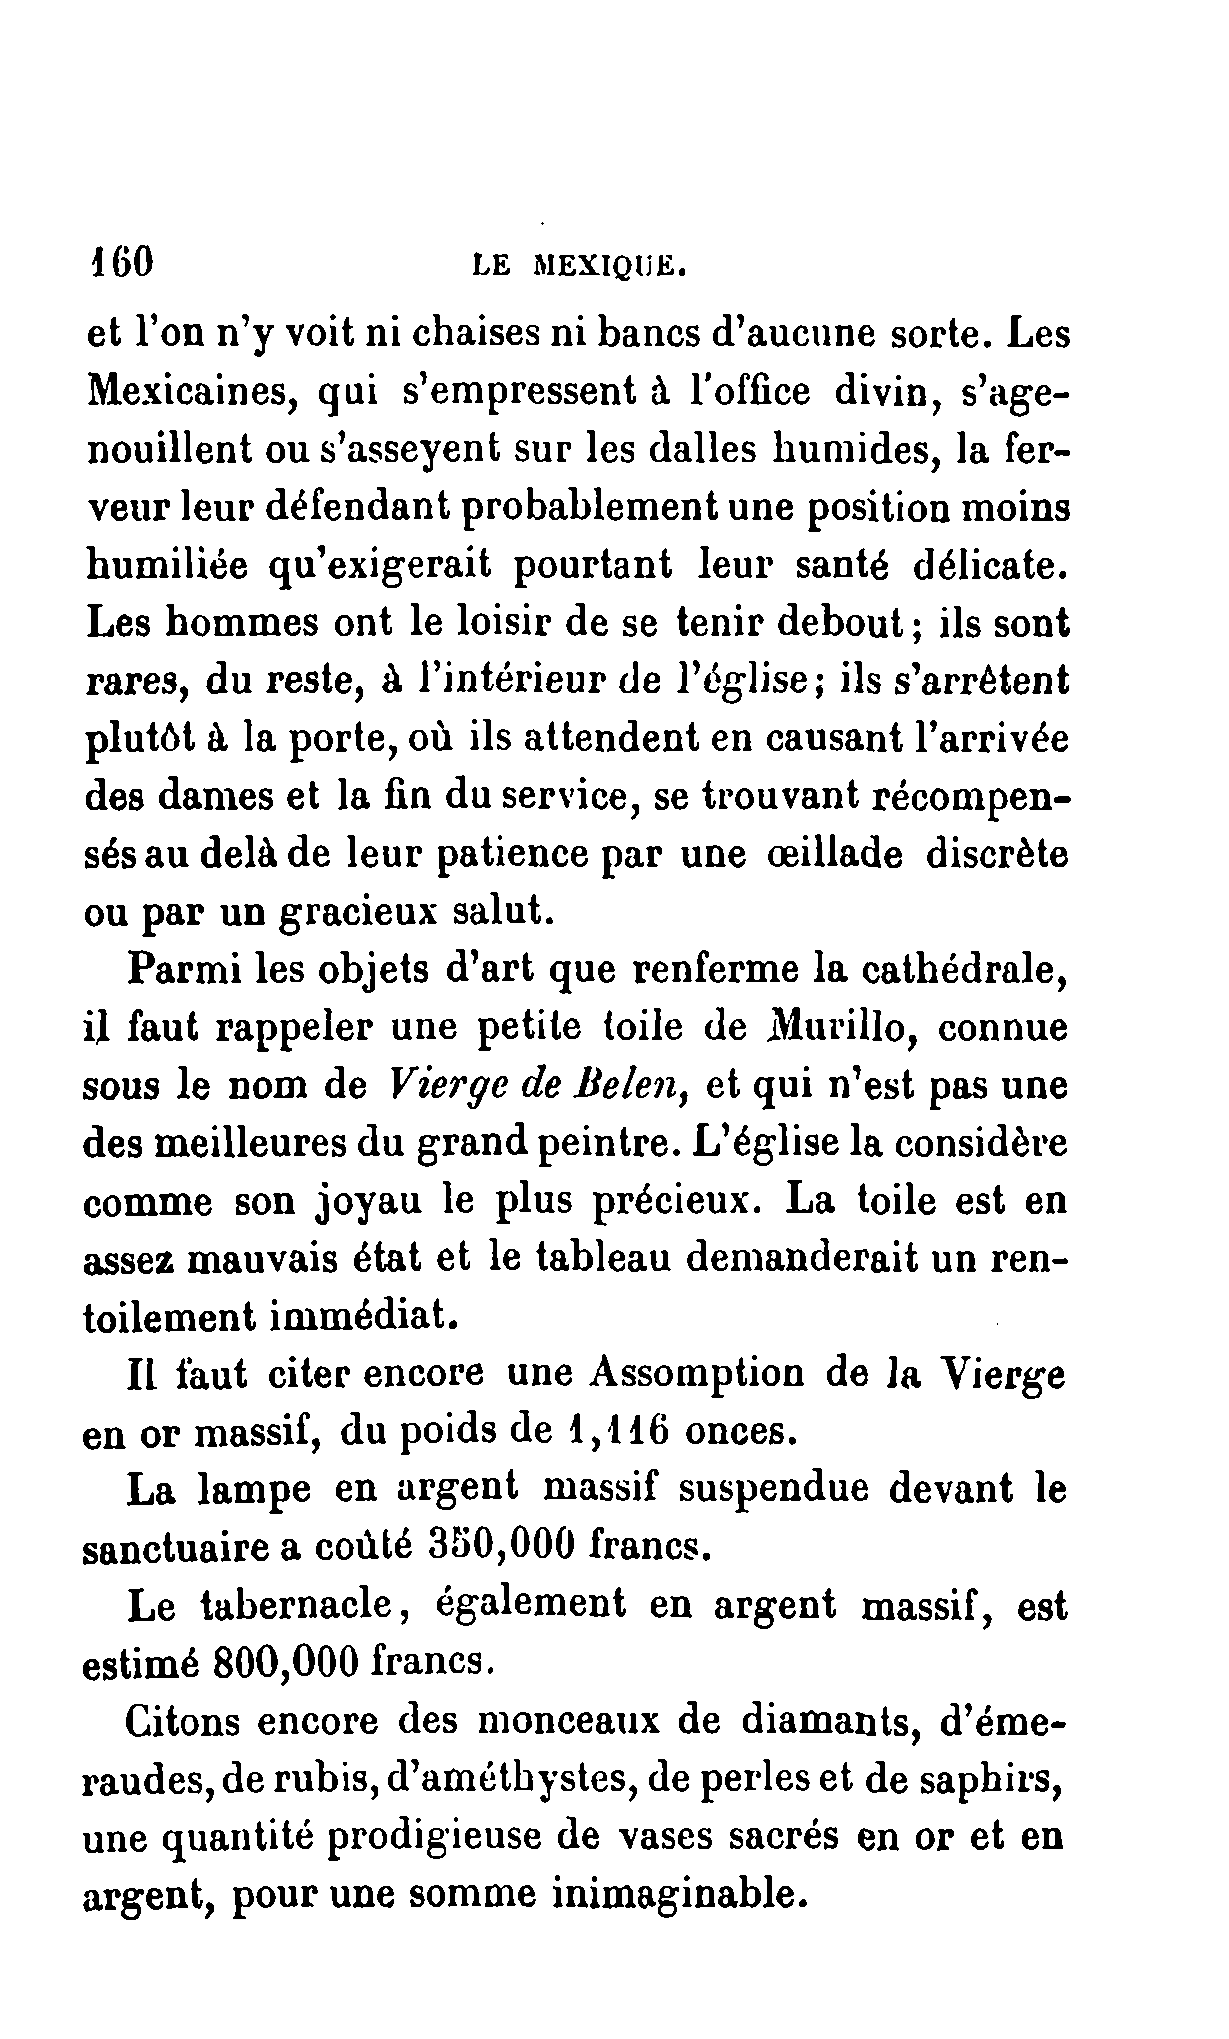 160 LE MEXIQUE.
et l'on n'y voit ni chaises ni bancs d'aucune sorte. Les
Mexicaines, qui s'empressent à l'office divin, s'age-
nouillent ou s'asseyent sur les dalles humides, la fer-
veur leur défendant probablement une position moins
humiliée qu'exigerait pourtant leur santé délicate.
Les hommes ont le loisir de se tenir debout; ils sont
rares, du reste, à l'intérieur de l'église; ils s'arrêtent
plutôt à la porte, où ils attendent en causant l'arrivée
des dames et la fin du service, se trouvant récompen-
sés au delà de leur patience par une œillade discrète
ou par un gracieux salut.
Parmi les objets d'art que renferme la cathédrale,
il faut rappeler une petite toile de Murillo, connue
sous le nom de Vierge de Belen, et qui n'est pas une
des meilleures du grand peintre. L'église la considère
comme son joyau le plus précieux. La toile est en
assez mauvais état et le tableau demanderait un ren-
toilement immédiat.
Il faut citer encore une Assomption de la Vierge
en or massif, du poids de 1,116 onces.
La lampe en argent massif suspendue devant le
sanctuaire a coûté 350,000 francs.
Le tabernacle, également en argent massif, est
estimé 800,000 francs.
Citons encore des monceaux de diamants, d'éme-
raudes, de rubis, d'améthystes, de perles et de saphirs,
une quantité prodigieuse de vases sacrés en or et en
argent, pour une somme inimaginable.